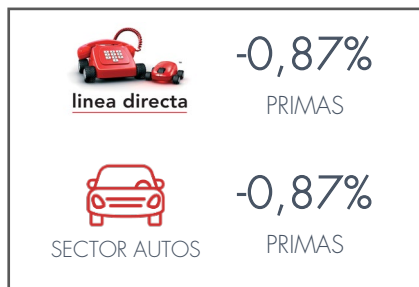 -0,87%
linea directa
PRIMAS
-0,87%
SECTOR AUTOS
PRIMAS